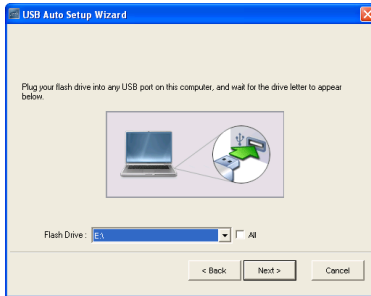 USB Auto Setup Wizard
Plug your flash drive into any USB port on this computer, and wait for the drive letter to appear
below.
Flash Drive : E:\ All
< Back Next > Cancel